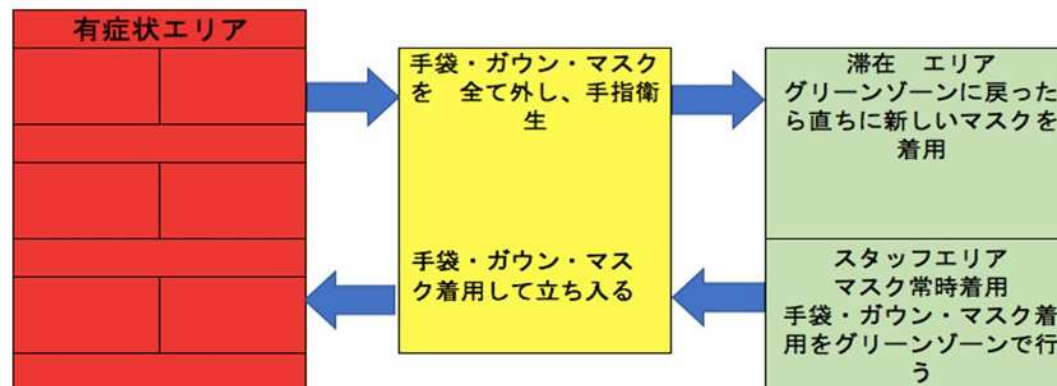 有症状エリア
手袋・ガウン・マスク
を　全て外し、手指衛
生
手袋・ガウン・マス
ク着用して立ち入る
滞在　エリア
グリーンゾーンに戻った
ら直ちに新しいマスクを
着用
スタッフエリア
マスク常時着用
手袋・ガウン・マスク着
用をグリーンゾーンで行
う